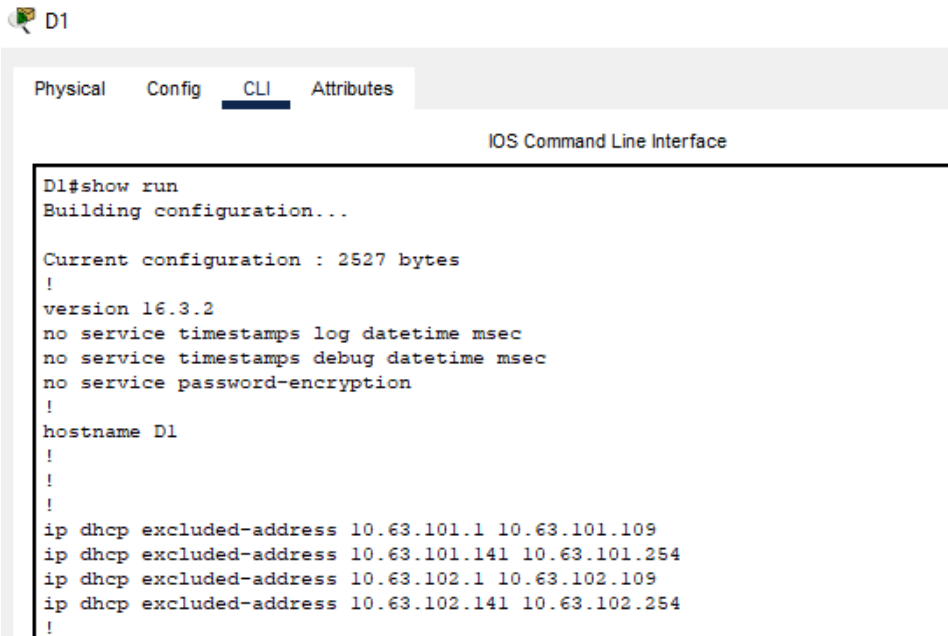 D1
Physical Config CLI Attributes
IOS Command Line Interface
D1#show run
Building configuration...
Current configuration : 2527 bytes
!
version 16.3.2
no service timestamps log datetime msec
no service timestamps debug datetime msec
no service password-encryption
!
hostname D1
!
!
!
ip dhcp excluded-address 10.63.101.1 10.63.101.109
ip dhcp excluded-address 10.63.101.141 10.63.101.254
ip dhcp excluded-address 10.63.102.1 10.63.102.109
ip dhcp excluded-address 10.63.102.141 10.63.102.254
!